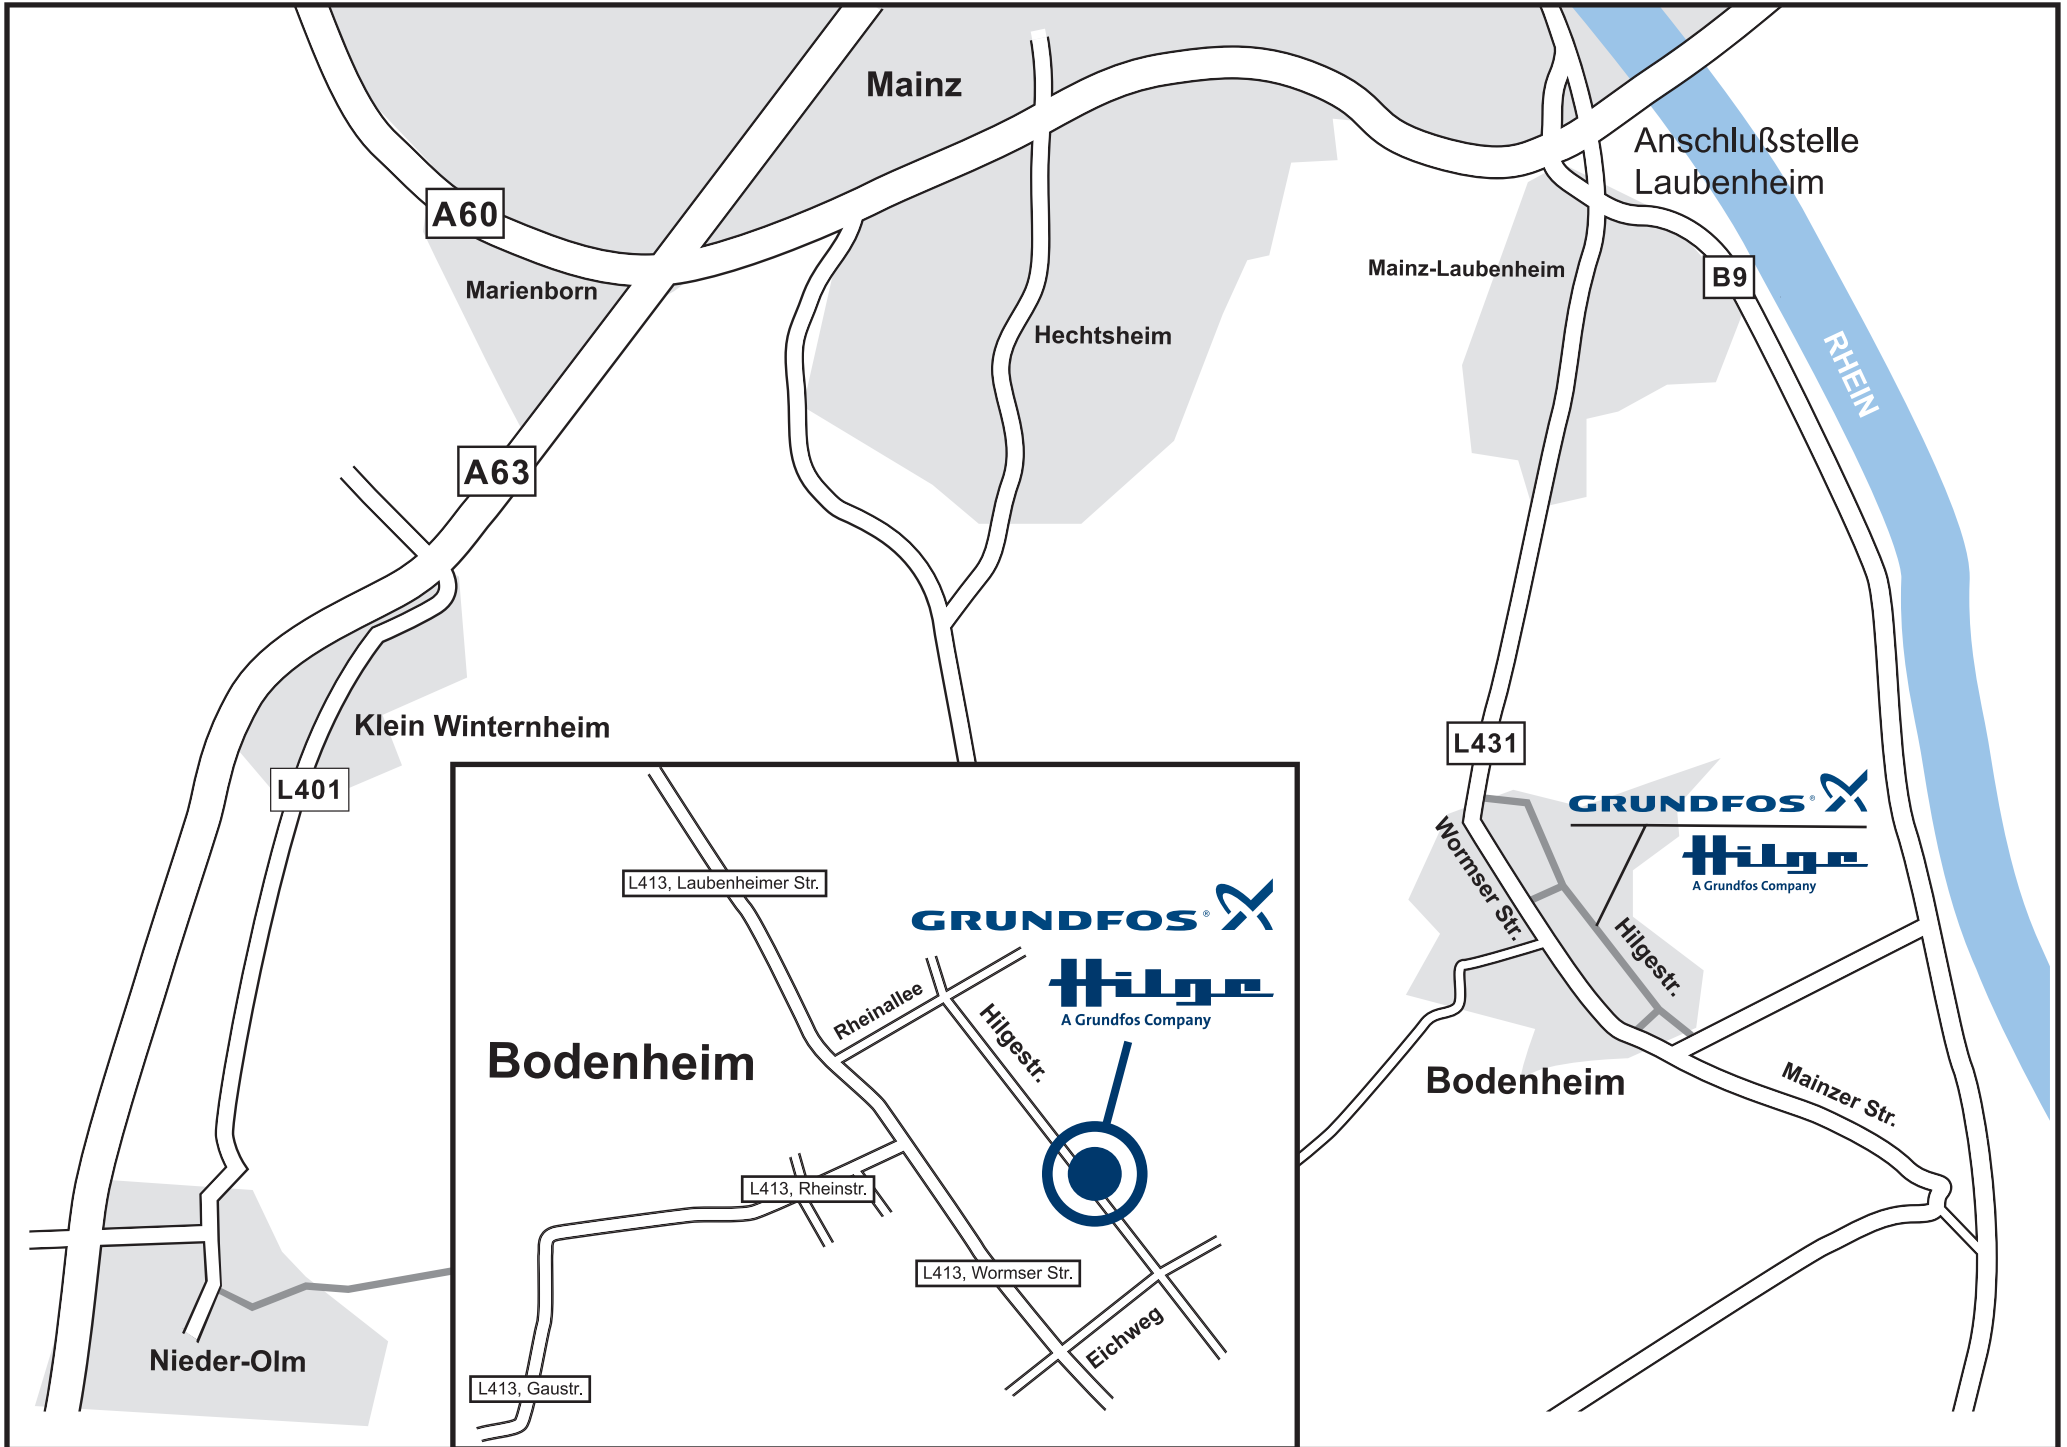 Mainz
Anschlußstelle
Laubenheim
A60
Marienborn
Mainz-Laubenheim
B9
Hechtsheim
RHEIN
A63
Klein Winternheim
L431
L401
GRUNDFOS®
Hilge
A Grundfos Company
Wormser Str.
Hilgestr.
Bodenheim
Mainzer Str.
Nieder-Olm
L413, Laubenheimer Str.
GRUNDFOS®
Hilge
A Grundfos Company
Rheinallee
Hilgestr.
Bodenheim
L413, Rheinstr.
L413, Wormser Str.
Eichweg
L413, Gaustr.